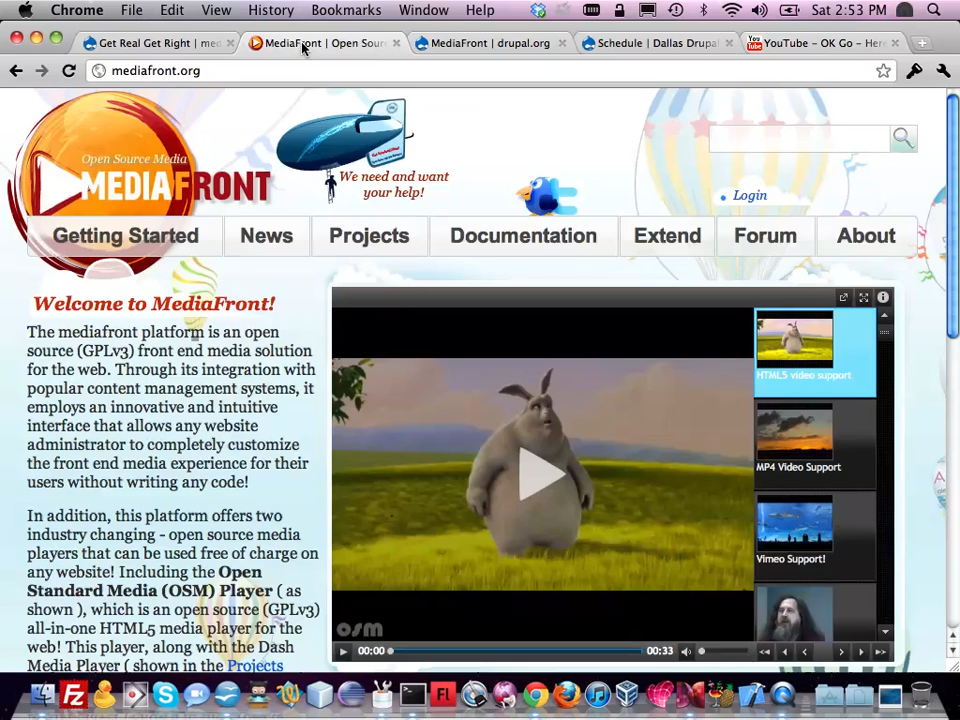 Chrome File Edit View History Bookmarks Window Help Sat 2:53 PM
Get Real Get Right | med MediaFront | Open Sour MediaFront | drupal.org Schedule | Dallas Drupal YouTube - OK Go - Here
mediafront.org
Open Source Media
MEDIAFRONT
We need and want
your help!
Login
Getting Started News Projects Documentation Extend Forum About
Welcome to MediaFront!
The mediafront platform is an open
source (GPLv3) front end media solution
for the web. Through its integration with
popular content management systems, it
employs an innovative and intuitive
interface that allows any website
administrator to completely customize
the front end media experience for their
users without writing any code!
In addition, this platform offers two
industry changing - open source media
players that can be used free of charge on
any website! Including the Open
Standard Media (OSM) Player ( as
shown ), which is an open source (GPLv3)
all-in-one HTML5 media player for the
web! This player, along with the Dash
Media Player ( shown in the Projects
HTML5 video support
MP4 Video Support
Vimeo Support!
osm
00:00 00:33